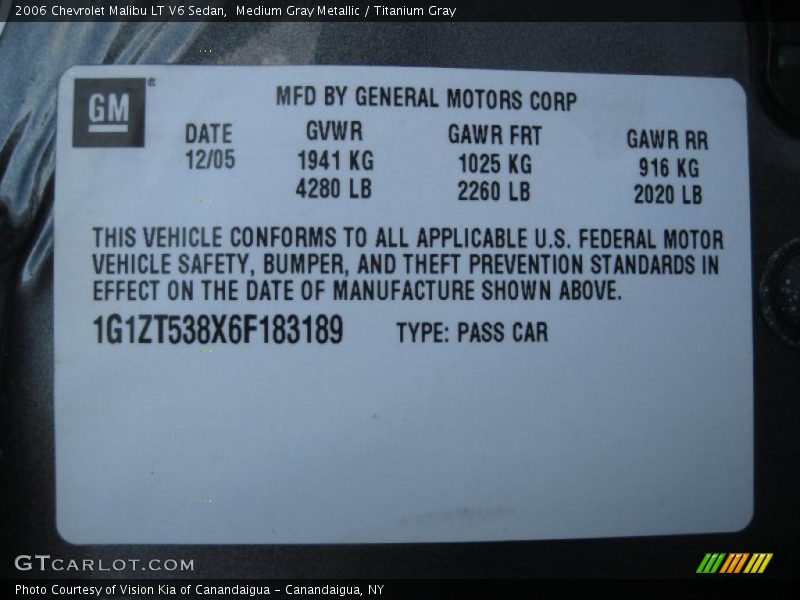 2006 Chevrolet Malibu LT V6 Sedan, Medium Gray Metallic / Titanium Gray
GM®
MFD BY GENERAL MOTORS CORP
DATE GVWR GAWR FRT GAWR RR
12/05 1941 KG 1025 KG 916 KG
4280 LB 2260 LB 2020 LB
THIS VEHICLE CONFORMS TO ALL APPLICABLE U.S. FEDERAL MOTOR
VEHICLE SAFETY, BUMPER, AND THEFT PREVENTION STANDARDS IN
EFFECT ON THE DATE OF MANUFACTURE SHOWN ABOVE.
1G1ZT538X6F183189 TYPE: PASS CAR
GTCARLOT.COM
Photo Courtesy of Vision Kia of Canandaigua - Canandaigua, NY